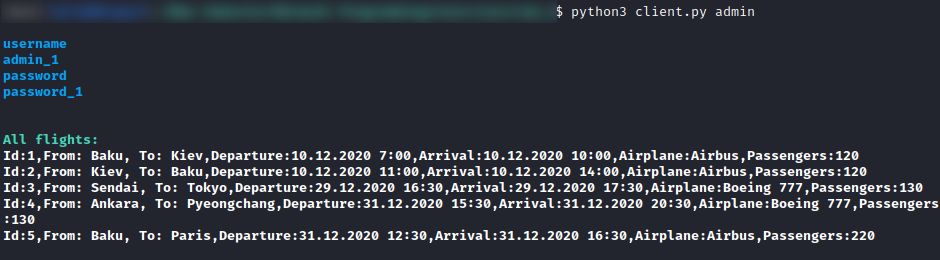 $ python3 client.py admin
username
admin_1
password
password_1
All flights:
Id:1,From: Baku, To: Kiev,Departure:10.12.2020 7:00,Arrival:10.12.2020 10:00,Airplane:Airbus,Passengers:120
Id:2,From: Kiev, To: Baku,Departure:10.12.2020 11:00,Arrival:10.12.2020 14:00,Airplane:Airbus,Passengers:120
Id:3,From: Sendai, To: Tokyo,Departure:29.12.2020 16:30,Arrival:29.12.2020 17:30,Airplane:Boeing 777,Passengers:130
Id:4,From: Ankara, To: Pyeongchang,Departure:31.12.2020 15:30,Arrival:31.12.2020 20:30,Airplane:Boeing 777,Passengers
:130
Id:5,From: Baku, To: Paris,Departure:31.12.2020 12:30,Arrival:31.12.2020 16:30,Airplane:Airbus,Passengers:220